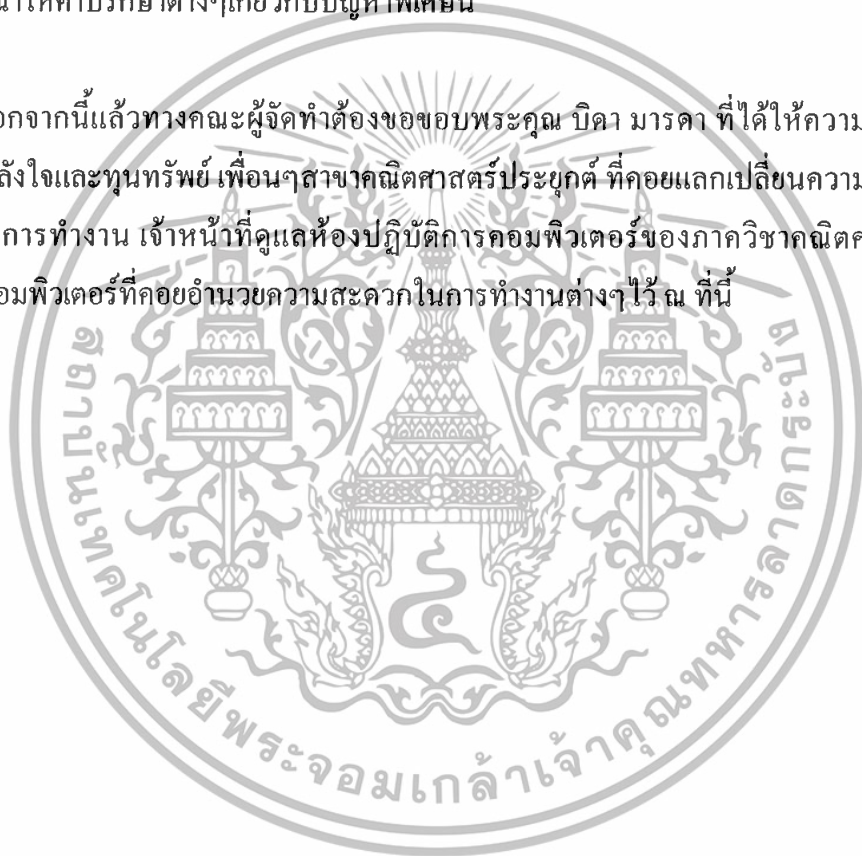 อกจากนี้แล้วทางคณะผู้จัดทำต้องขอขอบพระคุณ บิดา มารดา ที่ได้ให้ความ
ลังใจและทุนทรัพย์ เพื่อนๆสาขาคณิตศาสตร์ประยุกต์ ที่คอยแลกเปลี่ยนความ
การทำงาน เจ้าหน้าที่ดูแลห้องปฏิบัติการคอมพิวเตอร์ของภาควิชาคณิตศ
อมพิวเตอร์ที่คอยอำนวยความสะดวกในการทำงานต่างๆไว้ ณ ที่นี้
สถาบันเทคโนโลยีพระจอมเกล้าเจ้าคุณทหารลาดกระบัง